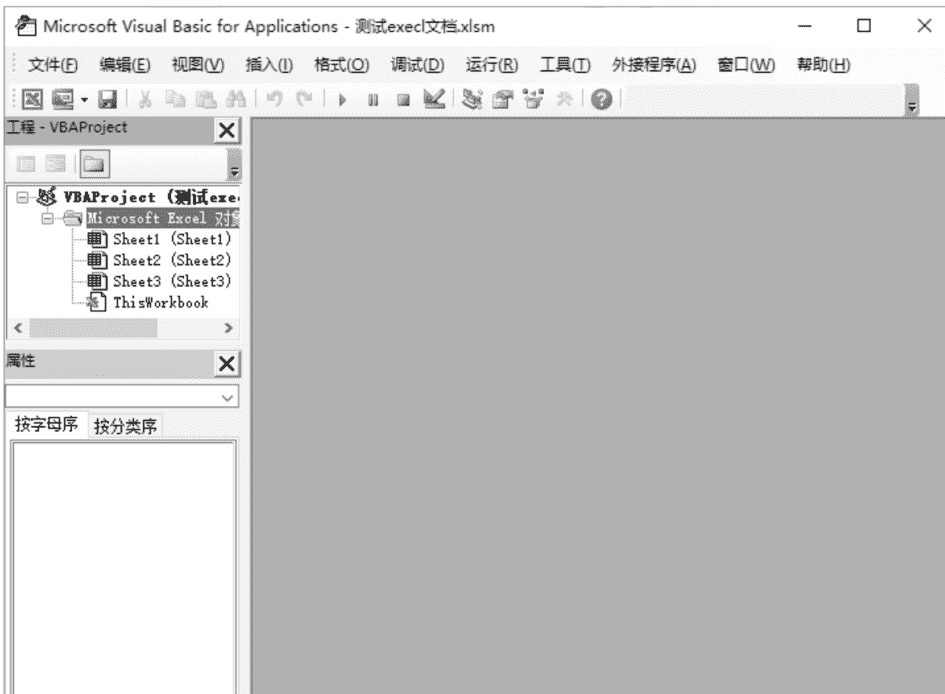 Microsoft Visual Basic for Applications - 测试execl文档.xlsm
文件(F) 编辑(E) 视图(V) 插入(I) 格式(O) 调试(D) 运行(R) 工具(T) 外接程序(A) 窗口(W) 帮助(H)
工程 - VBAProject
VBAProject (测试exe
Microsoft Excel 对象
Sheet1 (Sheet1)
Sheet2 (Sheet2)
Sheet3 (Sheet3)
ThisWorkbook
属性
按字母序 按分类序